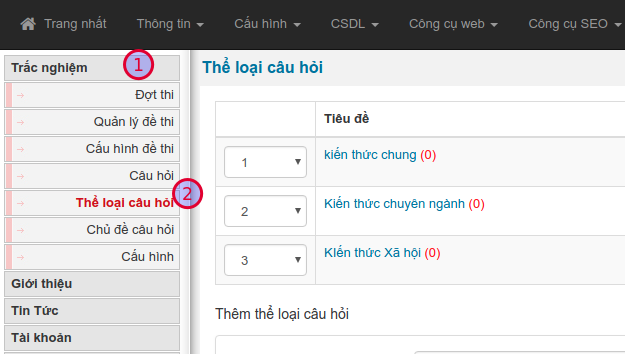 Trang nhất Thông tin Cấu hình CSDL Công cụ web Công cụ SEO
Trắc nghiệm 1
Đợt thi
Quản lý đề thi
Cấu hình đề thi
Câu hỏi
Thể loại câu hỏi 2
Chủ đề câu hỏi
Cấu hình
Giới thiệu
Tin Tức
Tài khoản
Thể loại câu hỏi
Tiêu đề
1 kiến thức chung (0)
2 Kiến thức chuyên ngành (0)
3 KIến thức Xã hội (0)
Thêm thể loại câu hỏi